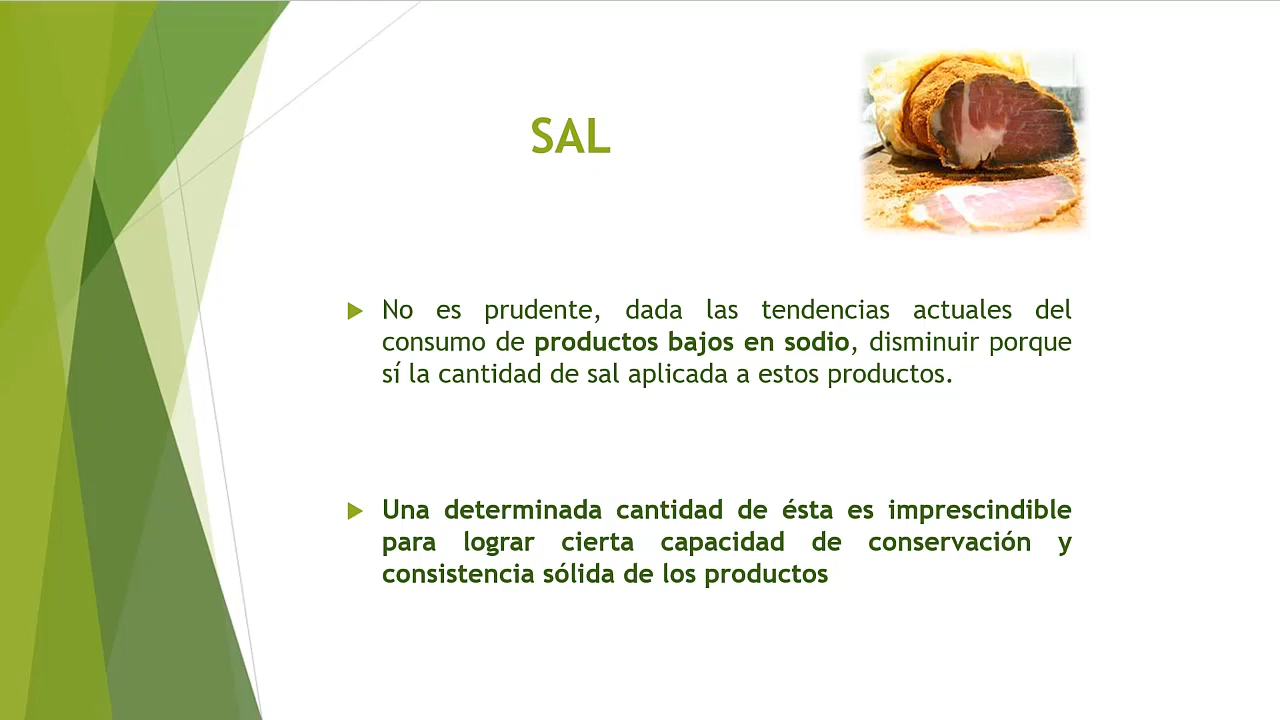 SAL
No es prudente, dada las tendencias actuales del
consumo de productos bajos en sodio, disminuir porque
sí la cantidad de sal aplicada a estos productos.
Una determinada cantidad de ésta es imprescindible
para lograr cierta capacidad de conservación y
consistencia sólida de los productos